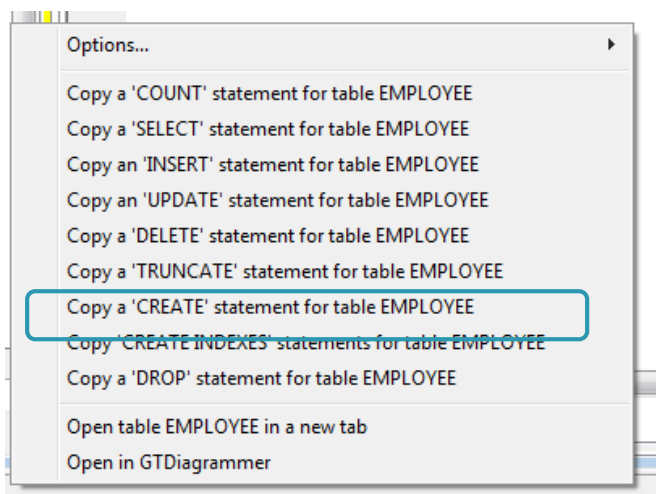 Options...
Copy a 'COUNT' statement for table EMPLOYEE
Copy a 'SELECT' statement for table EMPLOYEE
Copy an 'INSERT' statement for table EMPLOYEE
Copy an 'UPDATE' statement for table EMPLOYEE
Copy a 'DELETE' statement for table EMPLOYEE
Copy a 'TRUNCATE' statement for table EMPLOYEE
Copy a 'CREATE' statement for table EMPLOYEE
Copy 'CREATE INDEXES' statements for table EMPLOYEE
Copy a 'DROP' statement for table EMPLOYEE
Open table EMPLOYEE in a new tab
Open in GTDiagrammer